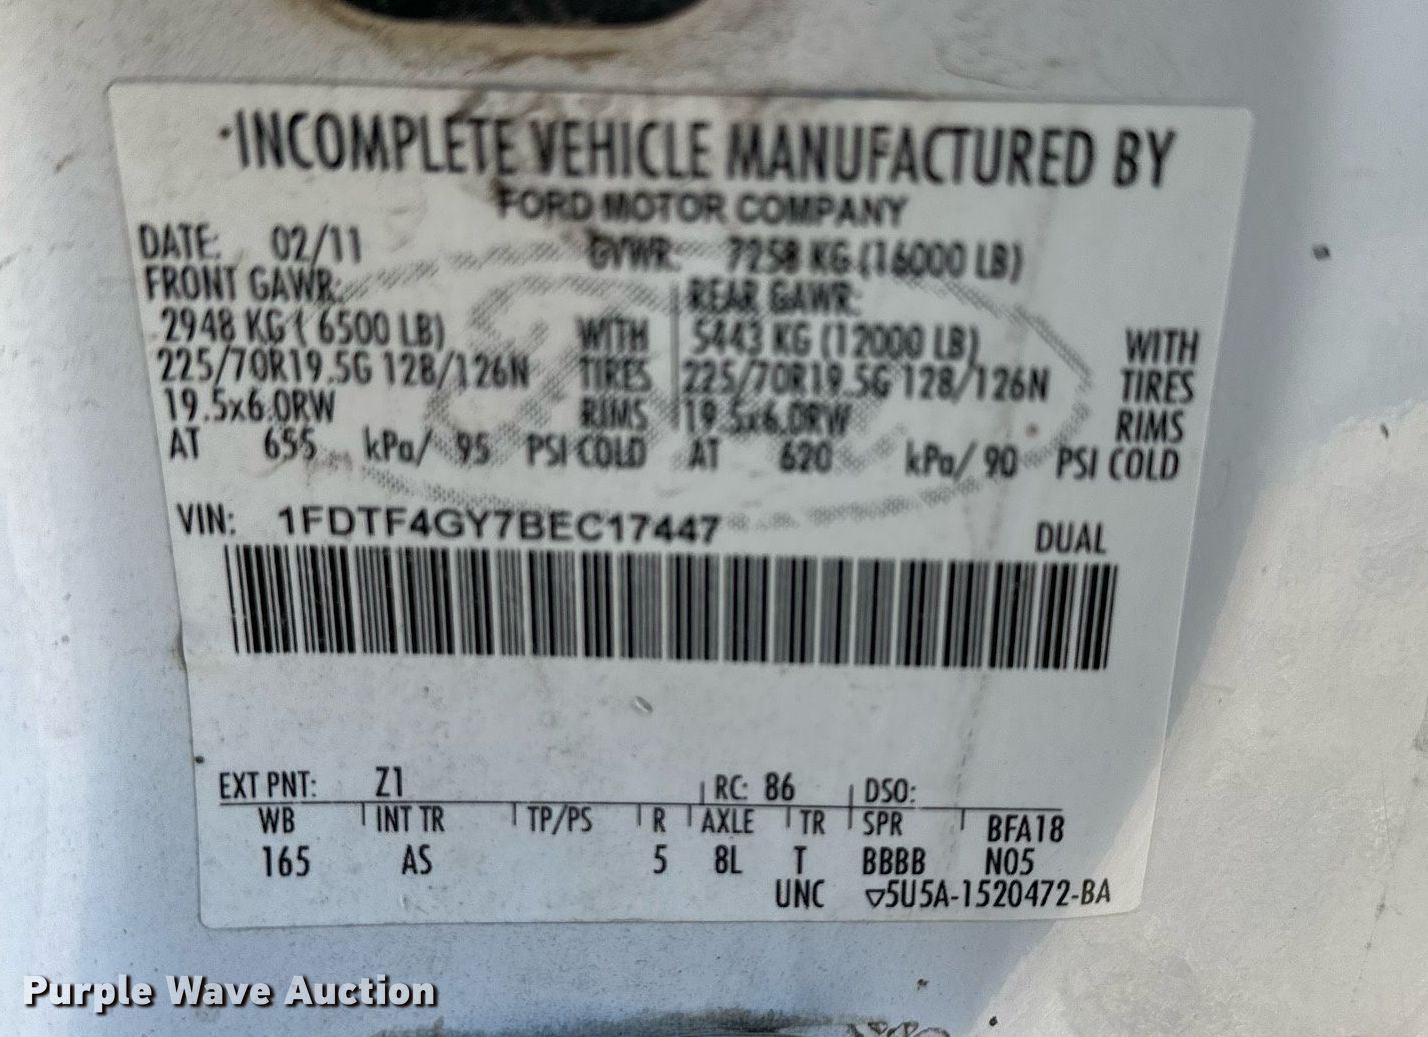 INCOMPLETE VEHICLE MANUFACTURED BY
FORD MOTOR COMPANY
DATE: 02/11 GVWR: 7258 KG (16000 LB)
FRONT GAWR: REAR GAWR:
2948 KG ( 6500 LB) WITH 5443 KG (12000 LB) WITH
225/70R19.5G 128/126N TIRES 225/70R19.5G 128/126N TIRES
19.5x6.0RW RIMS 19.5x6.0RW RIMS
AT 655 kPa/ 95 PSI COLD AT 620 kPa/ 90 PSI COLD
VIN: 1FDTF4GY7BEC17447 DUAL
EXT PNT: Z1 RC: 86 DSO:
WB INT TR TP/PS R AXLE TR SPR BFA18
165 AS 5 8L T BBBB N05
UNC ▽5U5A-1520472-BA
Purple Wave Auction